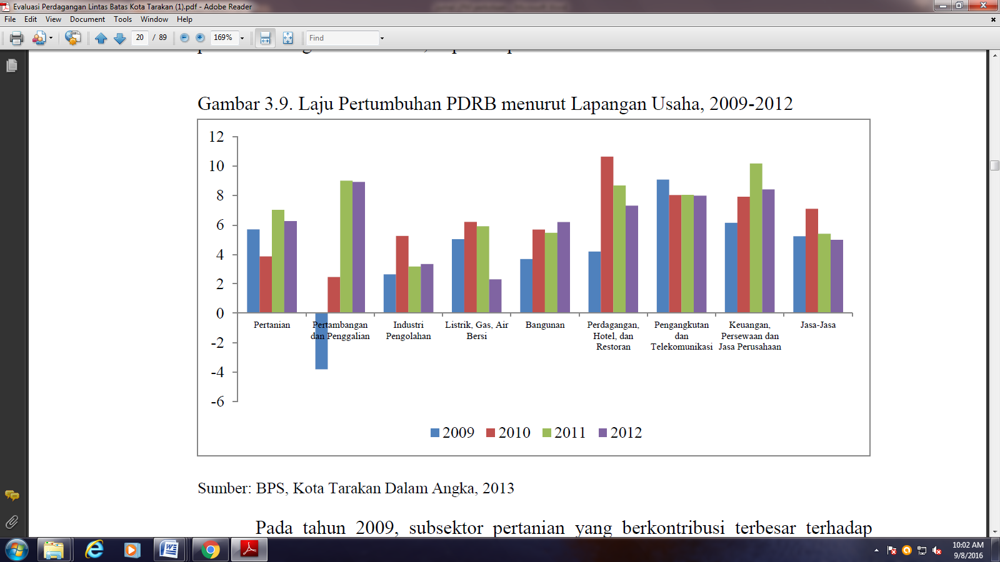 Evaluasi Perdagangan Lintas Batas Kota Tarakan (1).pdf - Adobe Reader
File Edit View Document Tools Window Help
20 / 89 169% Find
Gambar 3.9. Laju Pertumbuhan PDRB menurut Lapangan Usaha, 2009-2012
12
10
8
6
4
2
0
-2
-4
-6
Pertanian
Pertambangan
dan Penggalian
Industri
Pengolahan
Listrik, Gas, Air
Bersi
Bangunan
Perdagangan,
Hotel, dan
Restoran
Pengangkutan
dan
Telekomunikasi
Keuangan,
Persewaan dan
Jasa Perusahaan
Jasa-Jasa
2009 2010 2011 2012
Sumber: BPS, Kota Tarakan Dalam Angka, 2013
Pada tahun 2009, subsektor pertanian yang berkontribusi terbesar terhadap
10:02 AM
9/8/2016